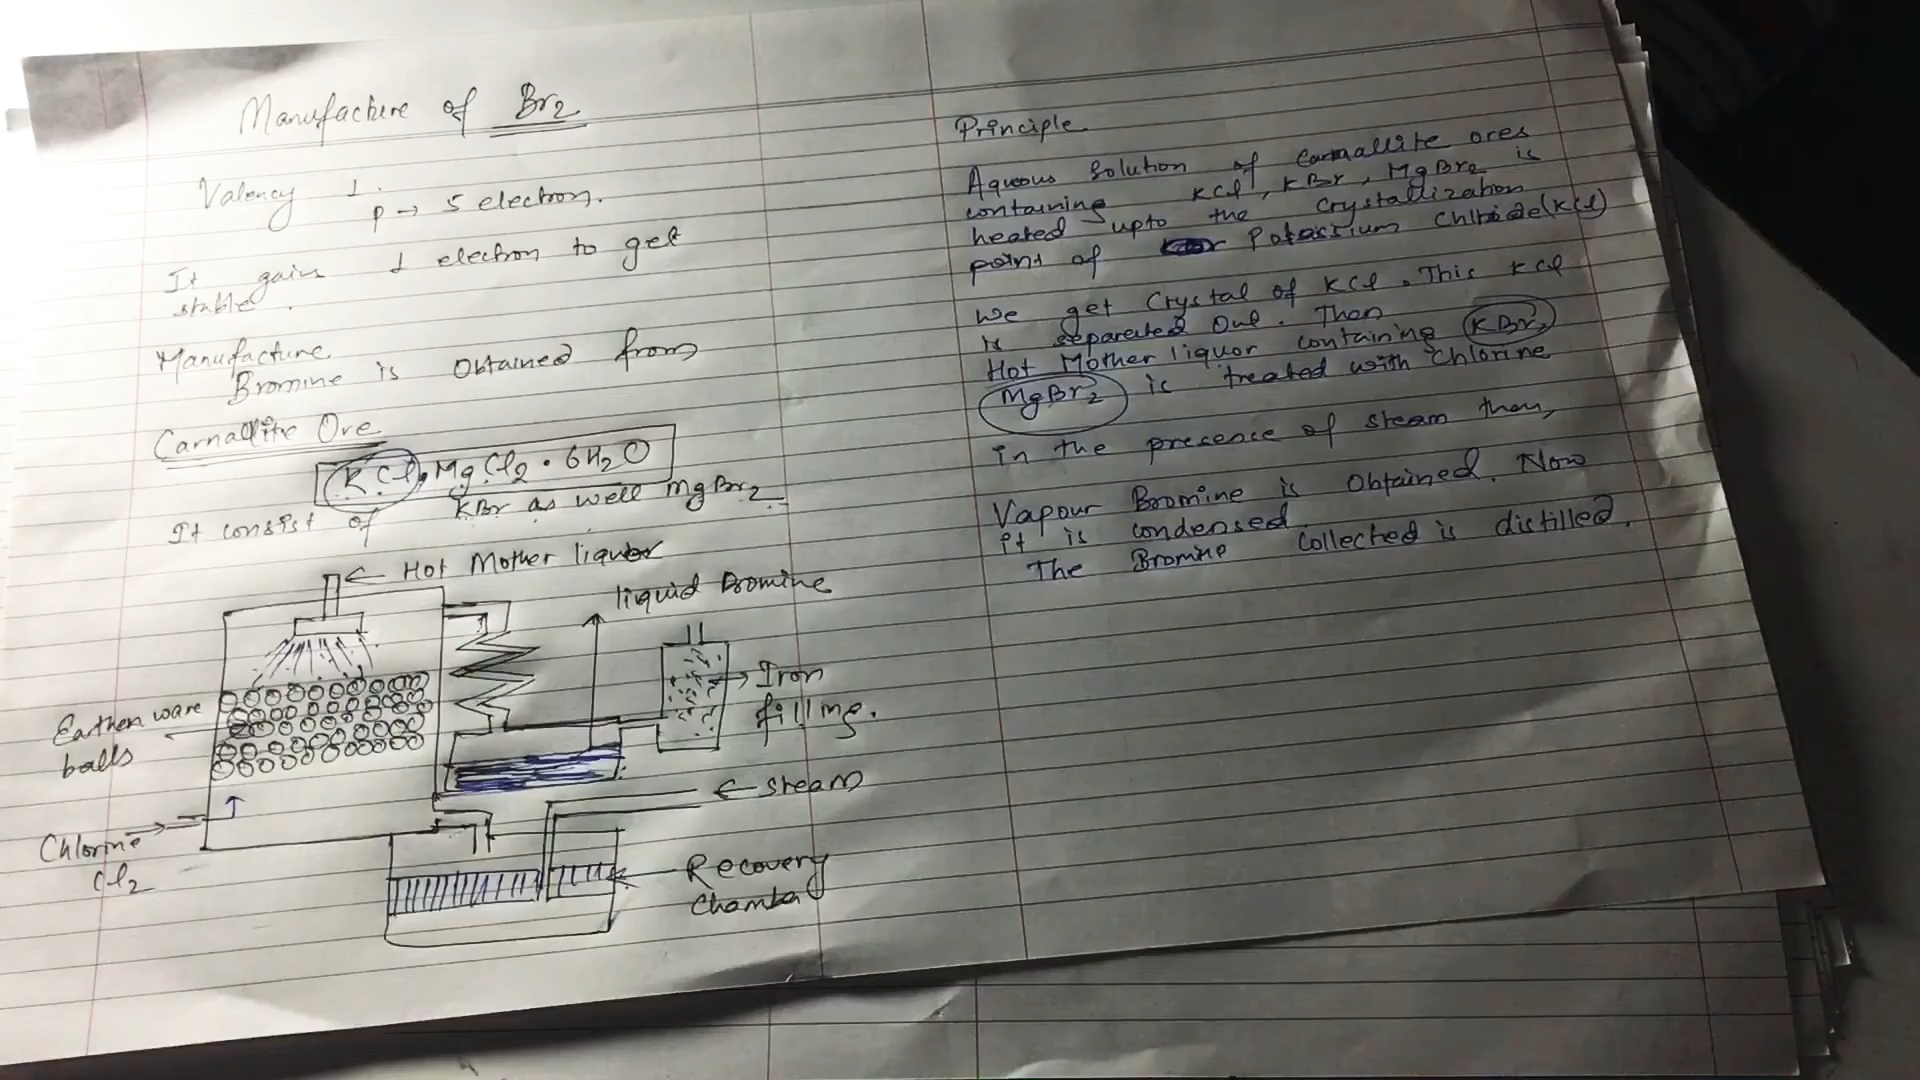 Manufacture of Br2
Valency 1.
p → 5 electron.
It gains 1 electron to get
stable.
Manufacture.
Bromine is Obtained from
Carnallite Ore
KCl.MgCl2 . 6H2O
It consist of KBr as well MgBr2
← Hot Mother liquor
liquid Bromine
Earthen ware
balls
Iron
filling.
← Steam
Chlorine
Cl2
Recovery
Chamber
Principle.
Aqueous Solution of Carnallite ores
containing KCl, KBr, MgBr2 is
heated upto the Crystallization
point of Potassium Chloride(KCl)
We get Crystal of KCl. This KCl
is separated Out. Then
Hot Mother liquor containing KBr,
MgBr2 is treated with Chlorine
in the presence of steam then,
Vapour Bromine is Obtained. Now
it is condensed.
The Bromine Collected is distilled.